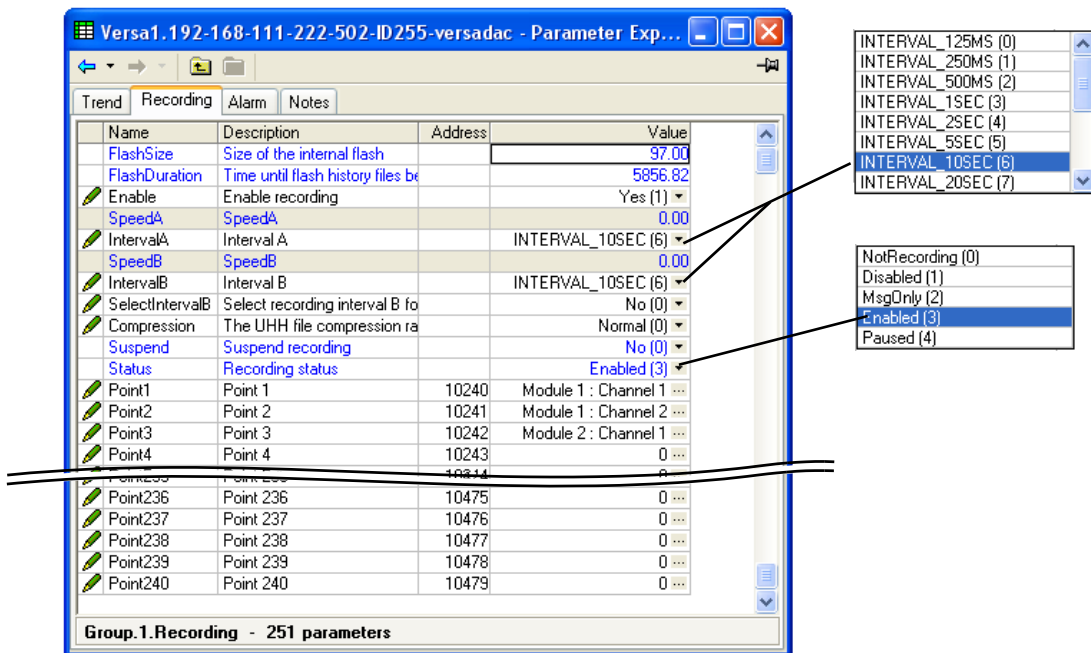 Versa1.192-168-111-222-502-ID255-versadac - Parameter Exp...
Trend Recording Alarm Notes
Name Description Address Value
FlashSize Size of the internal flash 97.00
FlashDuration Time until flash history files be 5856.82
Enable Enable recording Yes (1)
SpeedA SpeedA 0.00
IntervalA Interval A INTERVAL_10SEC (6)
SpeedB SpeedB 0.00
IntervalB Interval B INTERVAL_10SEC (6)
SelectIntervalB Select recording interval B fo No (0)
Compression The UHH file compression ra Normal (0)
Suspend Suspend recording No (0)
Status Recording status Enabled (3)
Point1 Point 1 10240 Module 1 : Channel 1 ...
Point2 Point 2 10241 Module 1 : Channel 2 ...
Point3 Point 3 10242 Module 2 : Channel 1 ...
Point4 Point 4 10243 0 ...
Point236 Point 236 10475 0 ...
Point237 Point 237 10476 0 ...
Point238 Point 238 10477 0 ...
Point239 Point 239 10478 0 ...
Point240 Point 240 10479 0 ...
Group.1.Recording - 251 parameters
INTERVAL_125MS (0)
INTERVAL_250MS (1)
INTERVAL_500MS (2)
INTERVAL_1SEC (3)
INTERVAL_2SEC (4)
INTERVAL_5SEC (5)
INTERVAL_10SEC (6)
INTERVAL_20SEC (7)
NotRecording (0)
Disabled (1)
MsgOnly (2)
Enabled (3)
Paused (4)